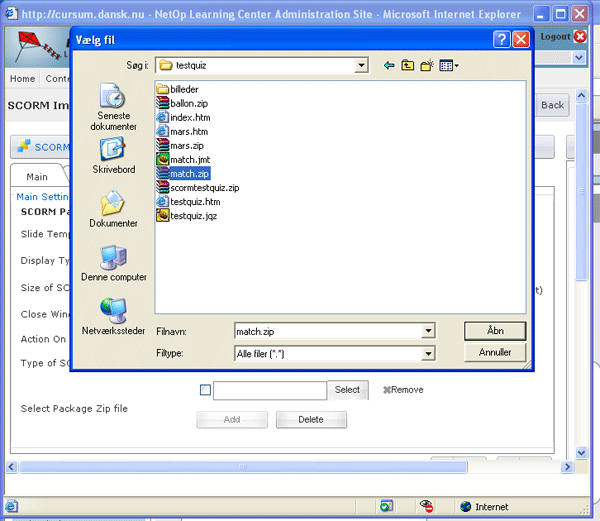 http://cursum.dansk.nu - NetOp Learning Center Administration Site - Microsoft Internet Explorer
Vælg fil
Logout
Søg i:
testquiz
Home
SCORM Im
Back
SCORM
Main
Main Settin
SCORM Pa
Slide Temp
Display Ty
Size of SC
Close Wind
Action On
Type of SC
Seneste
dokumenter
Skrivebord
Dokumenter
Denne computer
Netværkssteder
billeder
ballon.zip
index.htm
mars.htm
mars.zip
match.jmt
match.zip
scormtestquiz.zip
testquiz.htm
testquiz.jqz
Filnavn:
match.zip
Åbn
Filtype:
Alle filer (*.*)
Annuller
Select
Remove
Select Package Zip file
Add
Delete
Internet